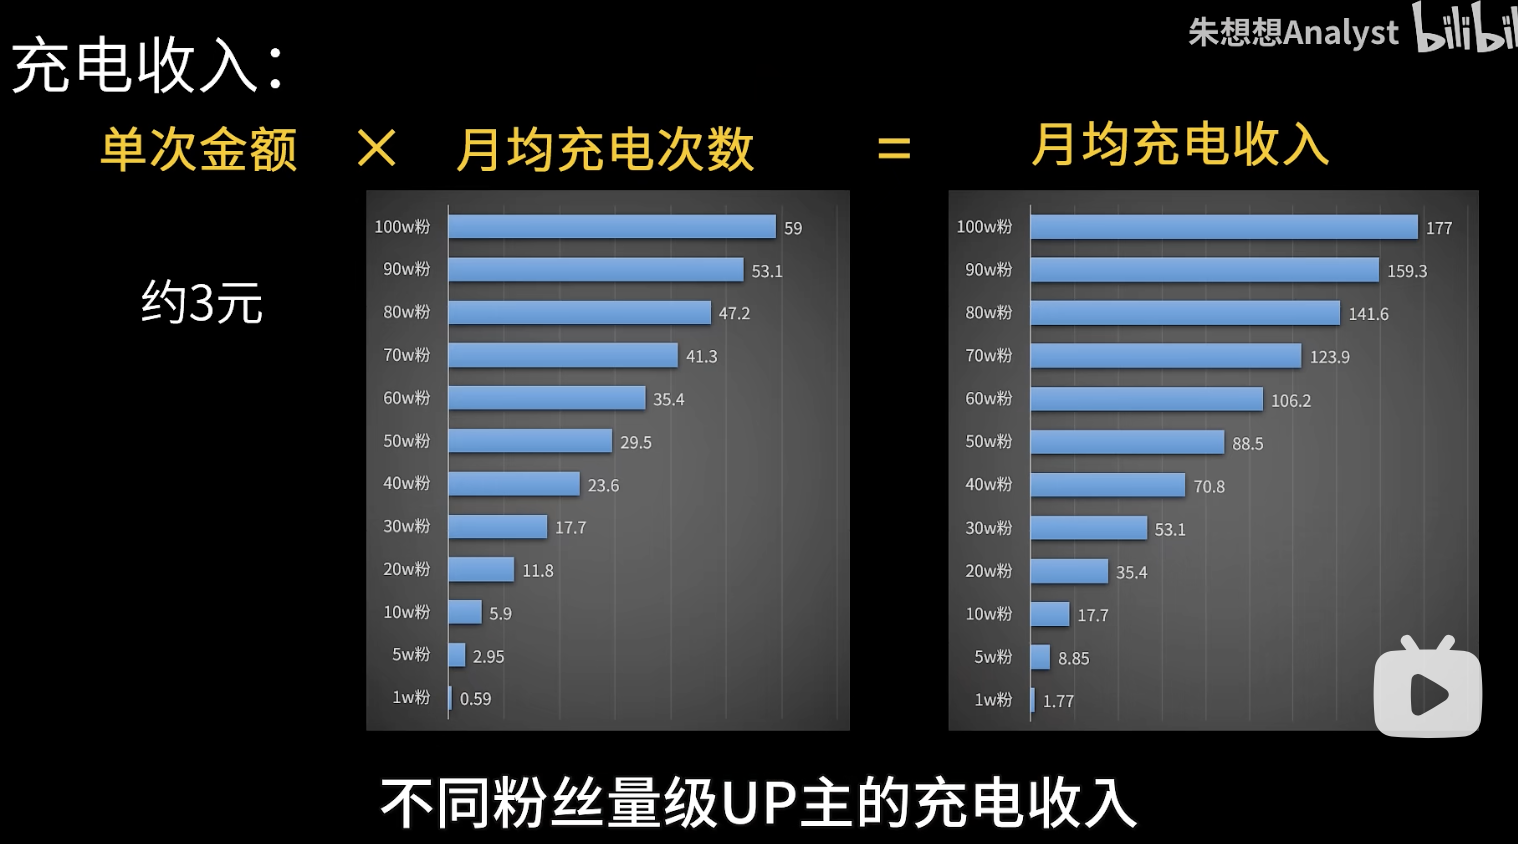 朱想想Analyst bilibili
充电收入：
单次金额 × 月均充电次数 = 月均充电收入
约3元
100w粉 59
90w粉 53.1
80w粉 47.2
70w粉 41.3
60w粉 35.4
50w粉 29.5
40w粉 23.6
30w粉 17.7
20w粉 11.8
10w粉 5.9
5w粉 2.95
1w粉 0.59
100w粉 177
90w粉 159.3
80w粉 141.6
70w粉 123.9
60w粉 106.2
50w粉 88.5
40w粉 70.8
30w粉 53.1
20w粉 35.4
10w粉 17.7
5w粉 8.85
1w粉 1.77
不同粉丝量级UP主的充电收入